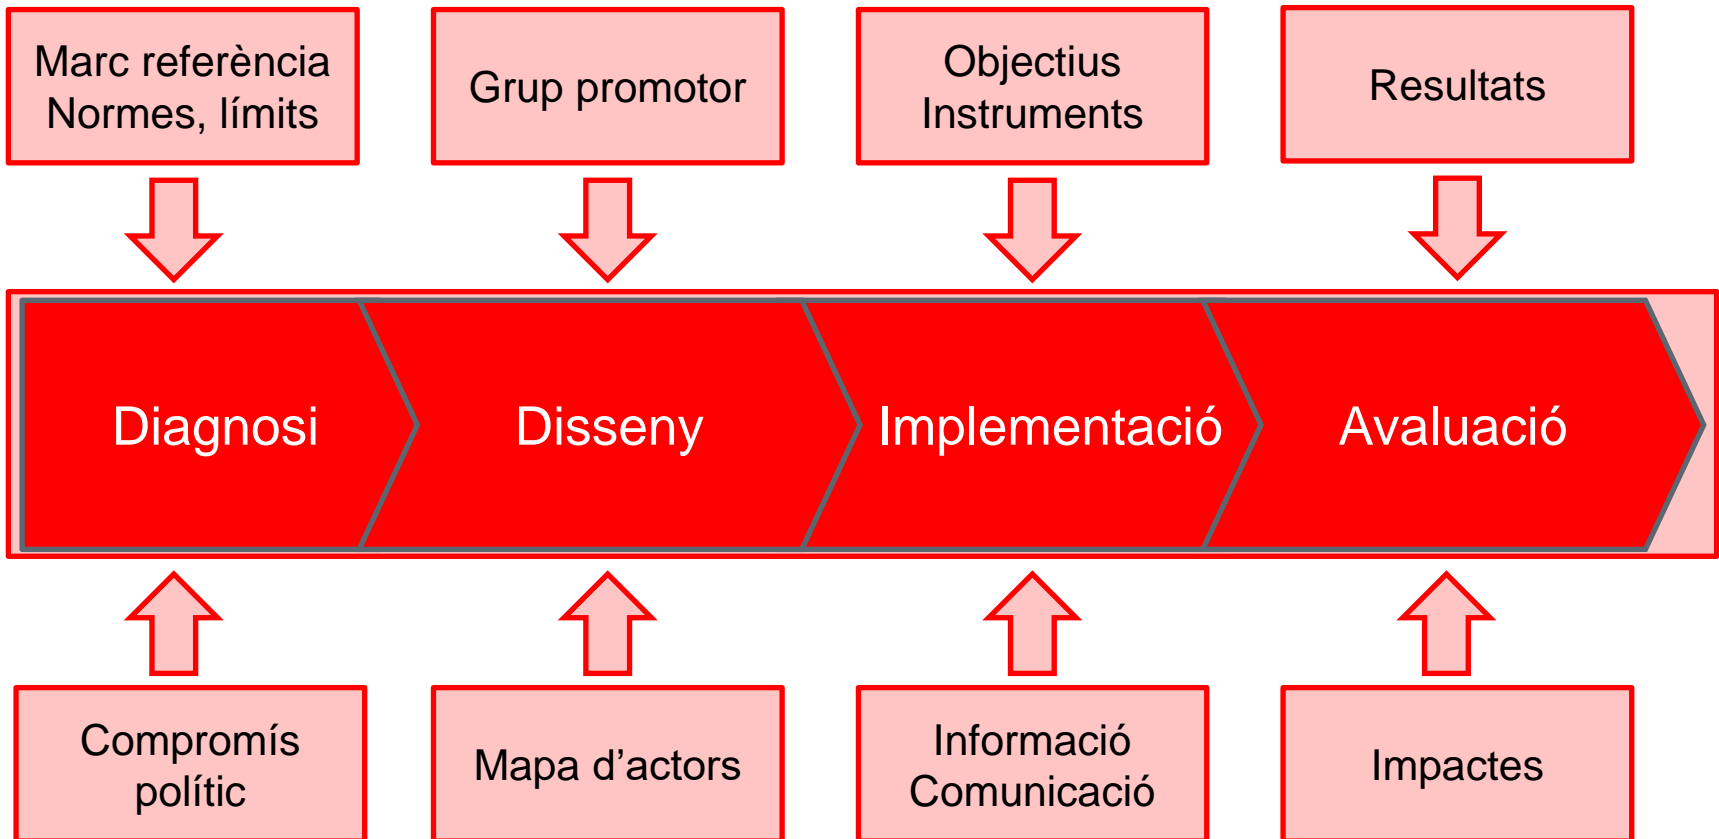 Marc referència
Normes, límits
Grup promotor
Objectius
Instruments
Resultats
Diagnosi
Disseny
Implementació
Avaluació
Compromís
polític
Mapa d’actors
Informació
Comunicació
Impactes